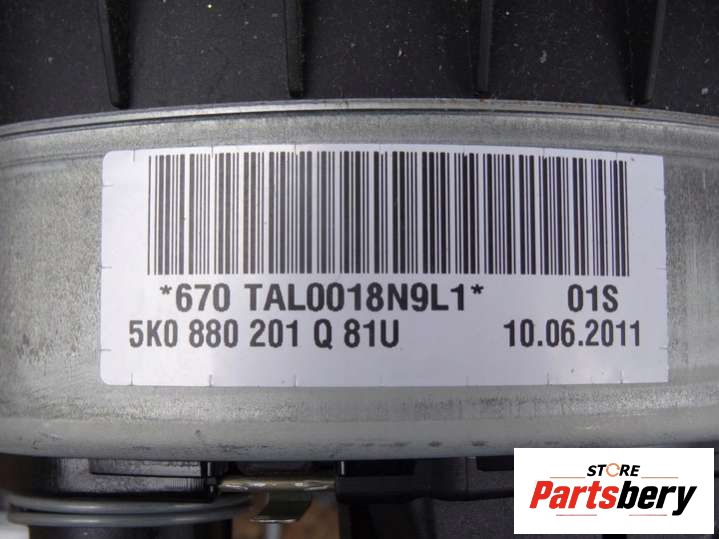 *670 TAL0018N9L1* 01S
5K0 880 201 Q 81U 10.06.2011
STORE
Partsbery